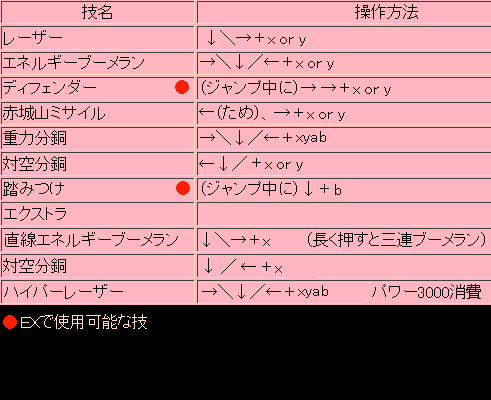 技名 操作方法
レーザー ↓＼→＋x or y
エネルギーブーメラン →＼↓／←＋x or y
ディフェンダー ● (ジャンプ中に)→→＋x or y
赤城山ミサイル ←(ため)、→＋x or y
重力分銅 →＼↓／←＋xyab
対空分銅 ←↓／＋x or y
踏みつけ ● (ジャンプ中に)↓＋b
エクストラ
直線エネルギーブーメラン ↓＼→＋x （長く押すと三連ブーメラン）
対空分銅 ↓／←＋x
ハイパーレーザー →＼↓／←＋xyab パワー3000消費
●EXで使用可能な技